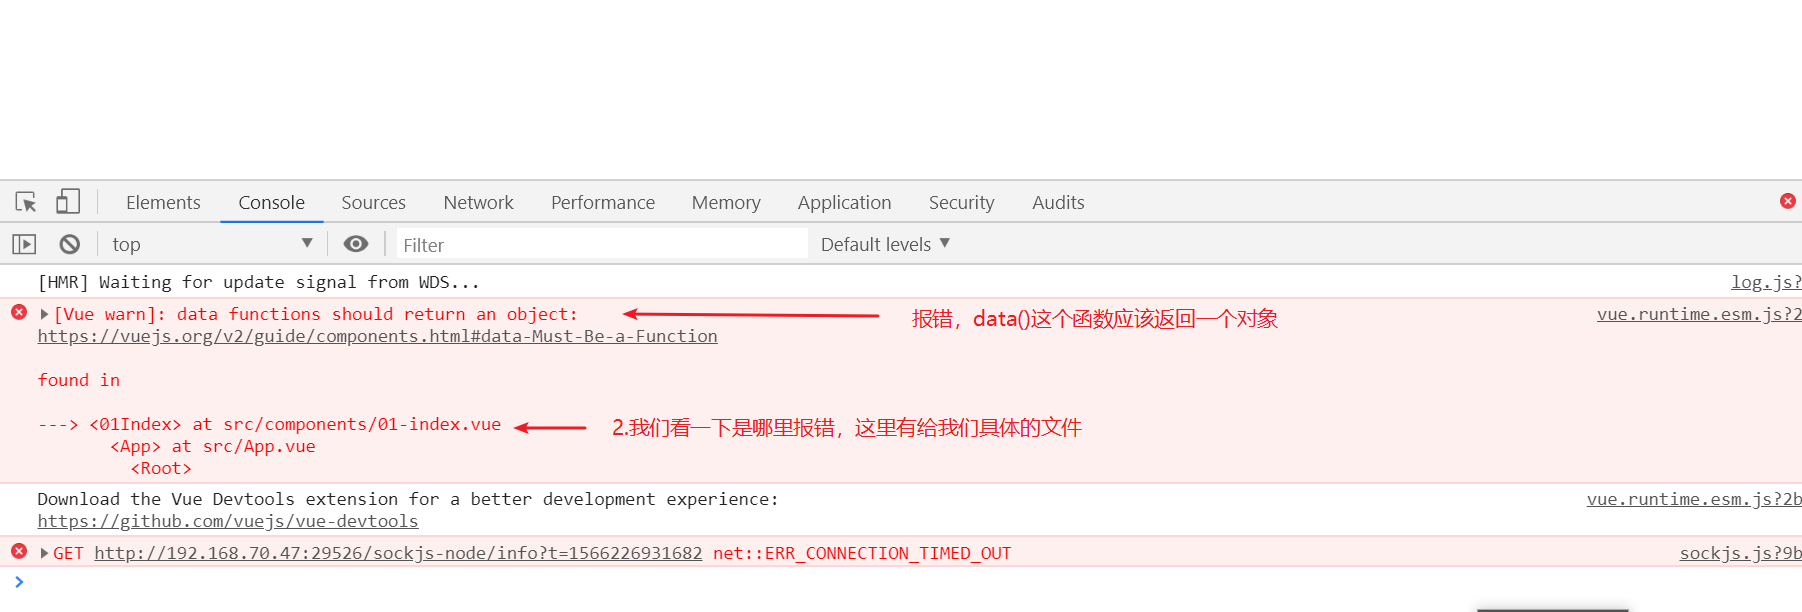 Elements Console Sources Network Performance Memory Application Security Audits
top Filter Default levels
[HMR] Waiting for update signal from WDS... log.js?
[Vue warn]: data functions should return an object: 报错，data()这个函数应该返回一个对象 vue.runtime.esm.js?2
https://vuejs.org/v2/guide/components.html#data-Must-Be-a-Function
found in
---> <01Index> at src/components/01-index.vue 2.我们看一下是哪里报错，这里有给我们具体的文件
<App> at src/App.vue
<Root>
Download the Vue Devtools extension for a better development experience: vue.runtime.esm.js?2b
https://github.com/vuejs/vue-devtools
GET http://192.168.70.47:29526/sockjs-node/info?t=1566226931682 net::ERR_CONNECTION_TIMED_OUT sockjs.js?9b